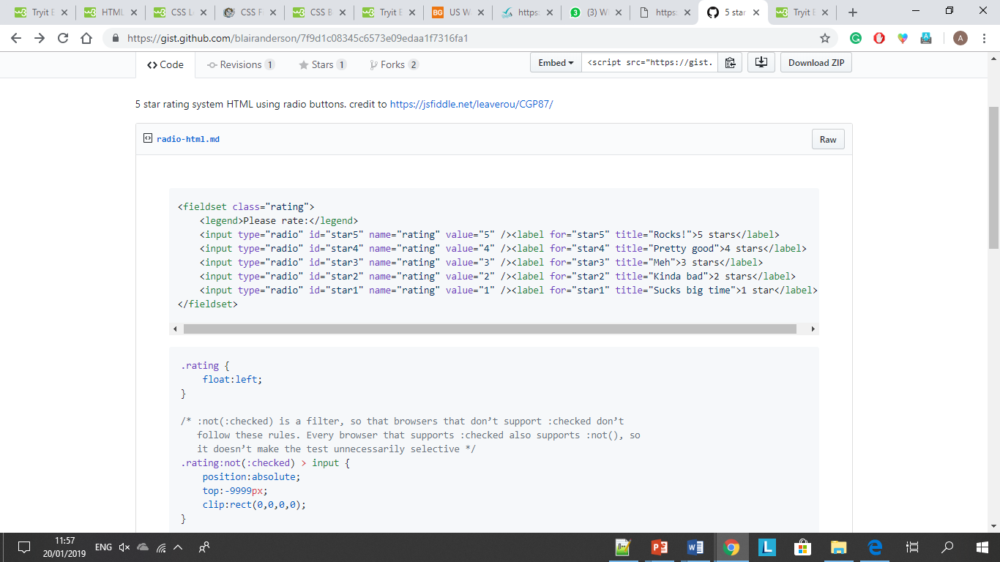 Tryit E
HTML
CSS L
CSS F
CSS B
Tryit E
BG US W
https:
(3) W
https:
5 star
Tryit E
https://gist.github.com/blairanderson/7f9d1c08345c6573e09edaa1f7316fa1
A
Code
Revisions 1
Stars 1
Forks 2
Embed
<script src="https://gist.
Download ZIP
5 star rating system HTML using radio buttons. credit to https://jsfiddle.net/leaverou/CGP87/
radio-html.md
Raw
<fieldset class="rating">
    <legend>Please rate:</legend>
    <input type="radio" id="star5" name="rating" value="5" /><label for="star5" title="Rocks!">5 stars</label>
    <input type="radio" id="star4" name="rating" value="4" /><label for="star4" title="Pretty good">4 stars</label>
    <input type="radio" id="star3" name="rating" value="3" /><label for="star3" title="Meh">3 stars</label>
    <input type="radio" id="star2" name="rating" value="2" /><label for="star2" title="Kinda bad">2 stars</label>
    <input type="radio" id="star1" name="rating" value="1" /><label for="star1" title="Sucks big time">1 star</label>
</fieldset>
.rating {
    float:left;
}
/* :not(:checked) is a filter, so that browsers that don’t support :checked don’t
   follow these rules. Every browser that supports :checked also supports :not(), so
   it doesn’t make the test unnecessarily selective */
.rating:not(:checked) > input {
    position:absolute;
    top:-9999px;
    clip:rect(0,0,0,0);
}
11:57
20/01/2019
ENG